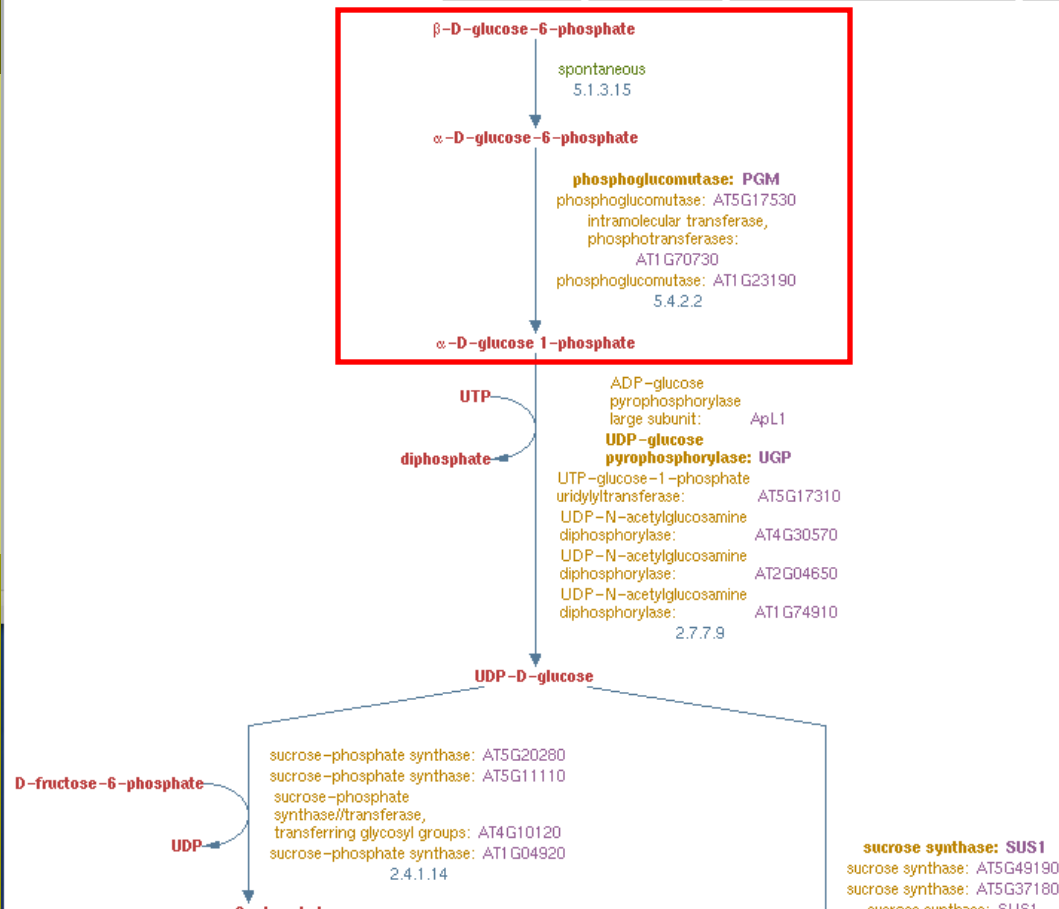 β-D-glucose-6-phosphate
spontaneous
5.1.3.15
α-D-glucose-6-phosphate
phosphoglucomutase: PGM
phosphoglucomutase: AT5G17530
intramolecular transferase,
phosphotransferases:
AT1G70730
phosphoglucomutase: AT1G23190
5.4.2.2
α-D-glucose 1-phosphate
UTP
diphosphate
ADP-glucose
pyrophosphorylase
large subunit: ApL1
UDP-glucose
pyrophosphorylase: UGP
UTP-glucose-1-phosphate
uridylyltransferase: AT5G17310
UDP-N-acetylglucosamine
diphosphorylase: AT4G30570
UDP-N-acetylglucosamine
diphosphorylase: AT2G04650
UDP-N-acetylglucosamine
diphosphorylase: AT1G74910
2.7.7.9
UDP-D-glucose
D-fructose-6-phosphate
UDP
sucrose-phosphate synthase: AT5G20280
sucrose-phosphate synthase: AT5G11110
sucrose-phosphate
synthase//transferase,
transferring glycosyl groups: AT4G10120
sucrose-phosphate synthase: AT1G04920
2.4.1.14
sucrose synthase: SUS1
sucrose synthase: AT5G49190
sucrose synthase: AT5G37180